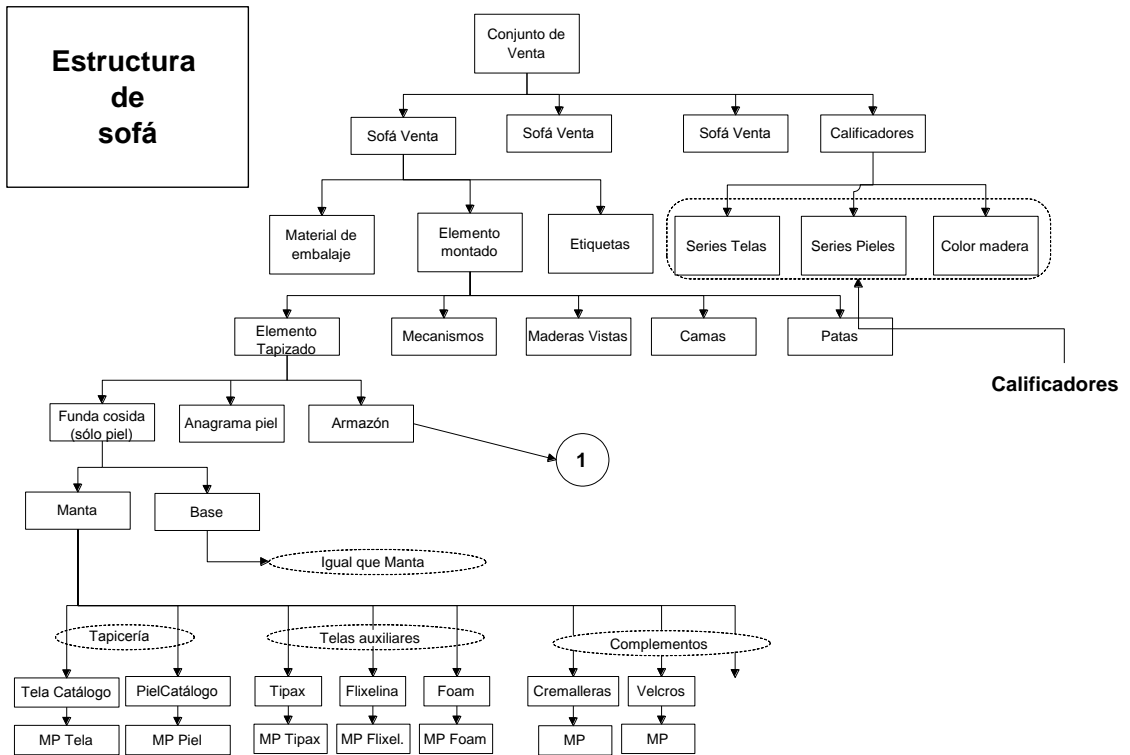 Estructura
de
sofá
Conjunto de
Venta
Sofá Venta
Sofá Venta
Sofá Venta
Calificadores
Material de
embalaje
Elemento
montado
Etiquetas
Series Telas
Series Pieles
Color madera
Elemento
Tapizado
Mecanismos
Maderas Vistas
Camas
Patas
Calificadores
Funda cosida
(sólo piel)
Anagrama piel
Armazón
1
Manta
Base
Igual que Manta
Tapicería
Telas auxiliares
Complementos
Tela Catálogo
PielCatálogo
Tipax
Flixelina
Foam
Cremalleras
Velcros
MP Tela
MP Piel
MP Tipax
MP Flixel.
MP Foam
MP
MP